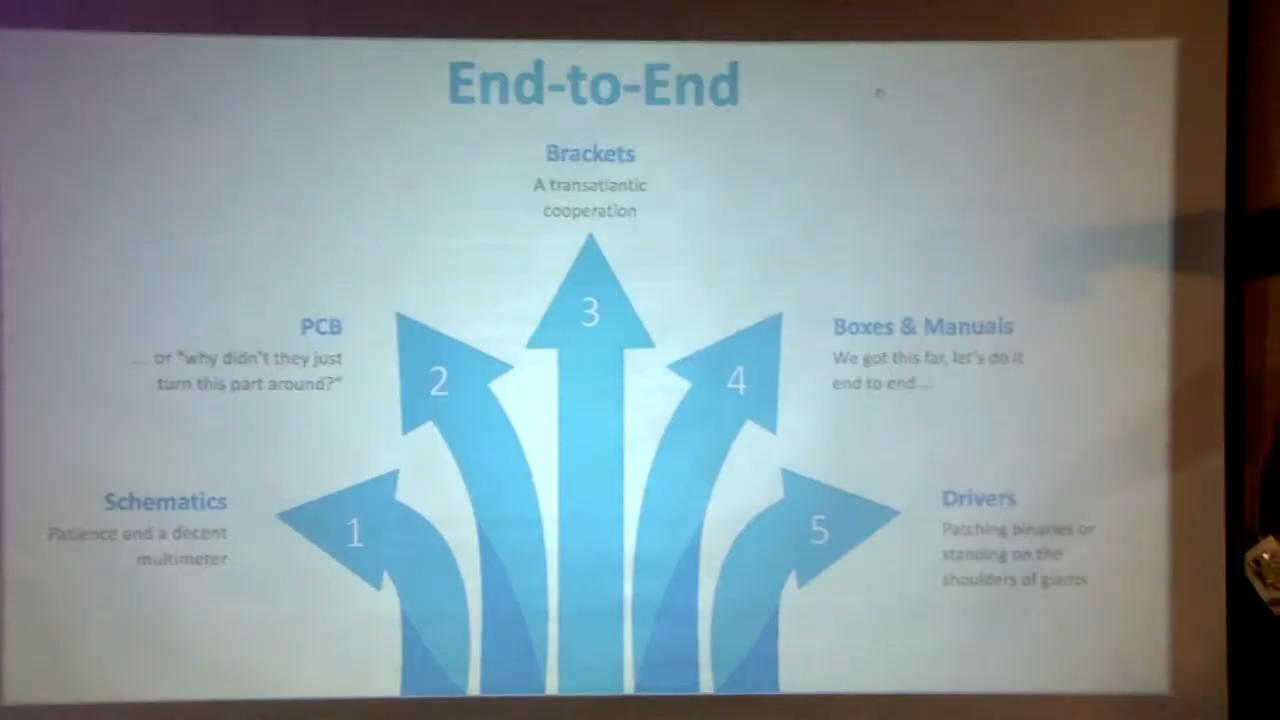 End-to-End
Brackets
A transatlantic
cooperation
3
PCB
... or "why didn't they just
turn this part around?"
2
4
Boxes & Manuals
We got this far, let's do it
end to end...
Schematics
Patience and a decent
multimeter
1
5
Drivers
Patching binaries or
standing on the
shoulders of giants